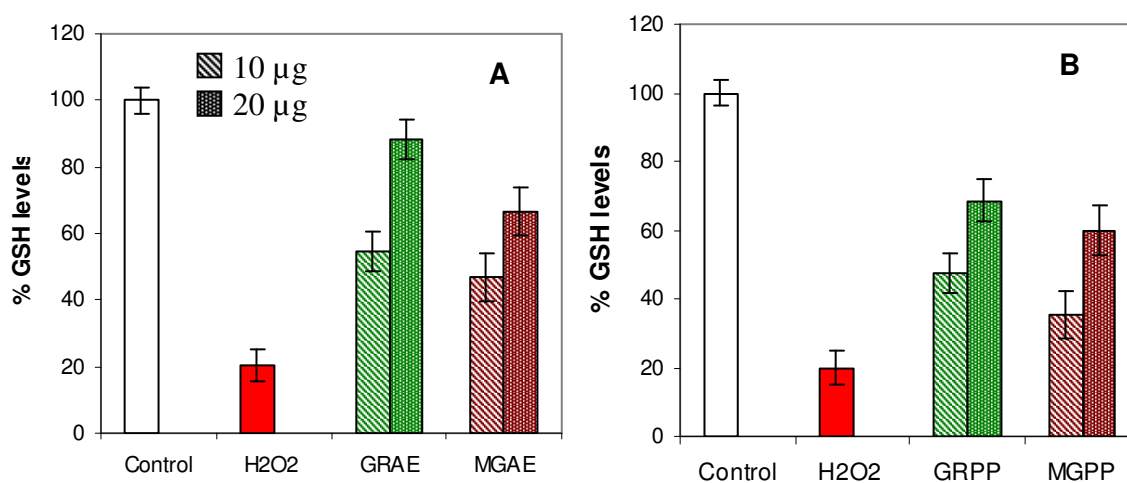 120
100
80
60
40
20
0
% GSH levels
10 µg
20 µg
A
Control
H2O2
GRAE
MGAE
120
100
80
60
40
20
0
% GSH levels
B
Control
H2O2
GRPP
MGPP